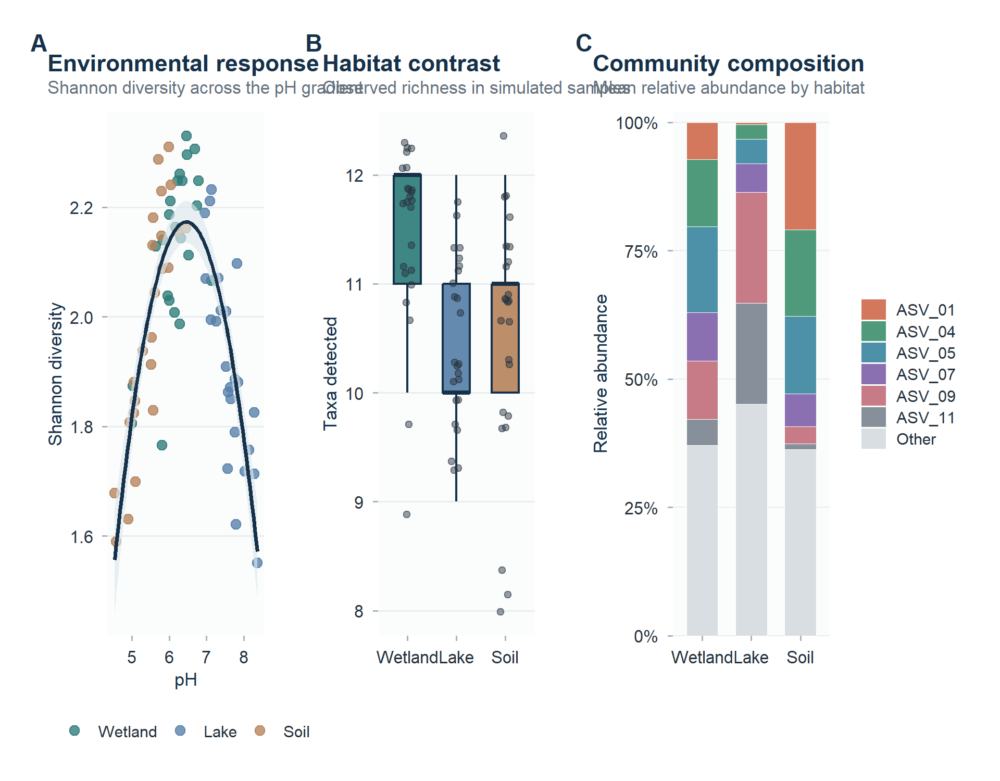 A
Environmental response
Shannon diversity across the pH gradient
2.2
2.0
1.8
1.6
Shannon diversity
5 6 7 8
pH
Wetland Lake Soil
B
Habitat contrast
Observed richness in simulated samples
12
11
10
9
8
Taxa detected
Wetland Lake Soil
C
Community composition
Mean relative abundance by habitat
100%
75%
50%
25%
0%
Relative abundance
Wetland Lake Soil
ASV_01
ASV_04
ASV_05
ASV_07
ASV_09
ASV_11
Other